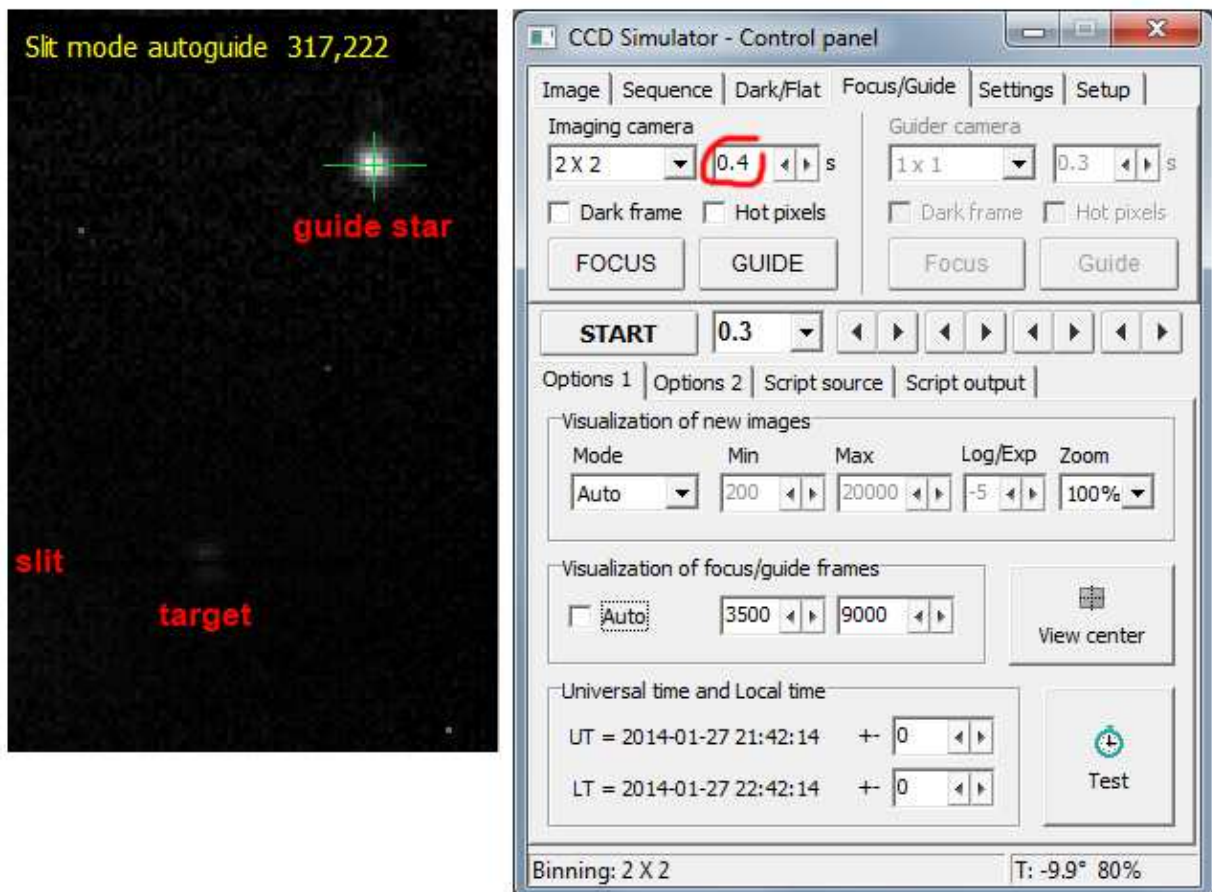 Slit mode autoguide 317,222
guide star
slit
target
CCD Simulator - Control panel
Image Sequence Dark/Flat Focus/Guide Settings Setup
Imaging camera Guider camera
2 X 2 0.4 s 1 x 1 0.3 s
Dark frame Hot pixels Dark frame Hot pixels
FOCUS GUIDE Focus Guide
START 0.3
Options 1 Options 2 Script source Script output
Visualization of new images
Mode Min Max Log/Exp Zoom
Auto 200 20000 -5 100%
Visualization of focus/guide frames
Auto 3500 9000
View center
Universal time and Local time
UT = 2014-01-27 21:42:14 +- 0
LT = 2014-01-27 22:42:14 +- 0
Test
Binning: 2 X 2 T: -9.9° 80%